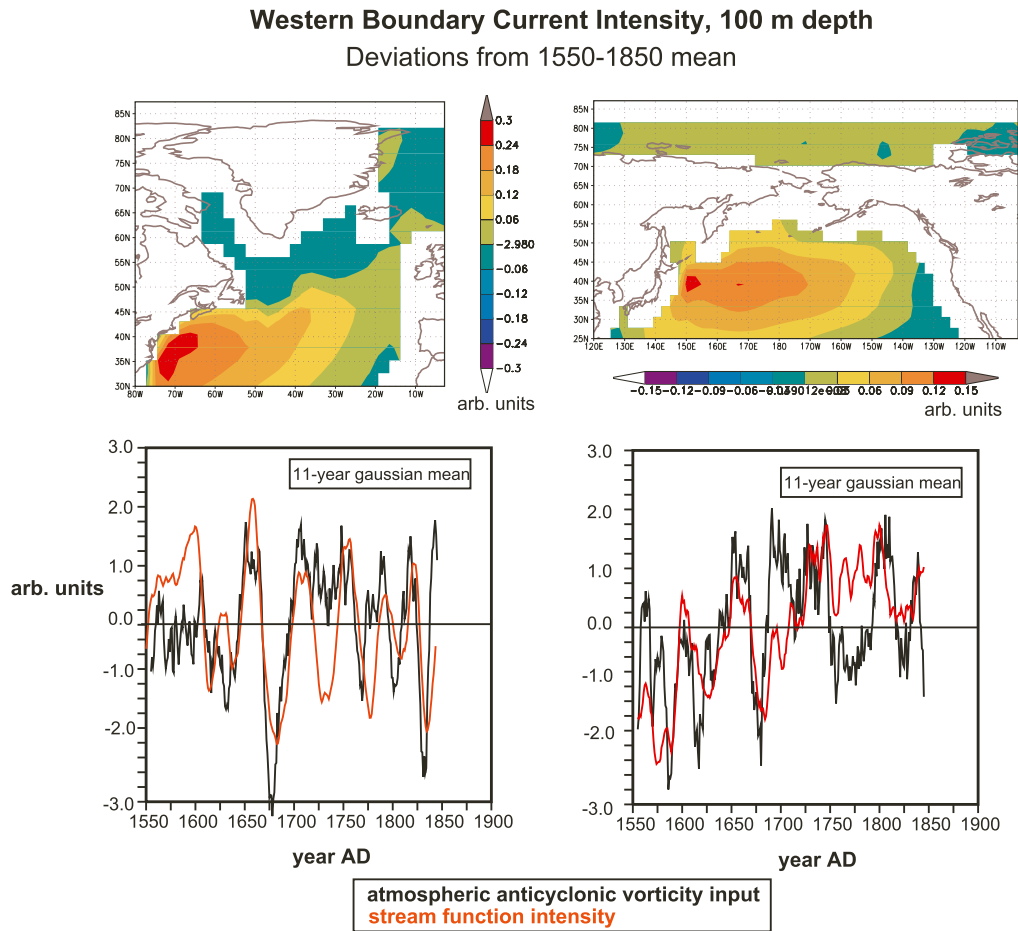 Western Boundary Current Intensity, 100 m depth
Deviations from 1550-1850 mean
85N
80N
75N
70N
65N
60N
55N
50N
45N
40N
35N
30N
80W 70W 60W 50W 40W 30W 20W
0.3
0.24
0.18
0.12
0.06
-2.980
-0.06
-0.12
-0.18
-0.24
-0.3
arb. units
85N
80N
75N
70N
65N
60N
55N
50N
45N
40N
35N
30N
25N
120E 130E 140E 150E 160E 170E 180 170W 160W 150W 140W 130W 120W 110W
-0.15 -0.12 -0.09 -0.06 0.06 0.09 0.12 0.15
arb. units
3.0
2.0
1.0
0.0
-1.0
-2.0
-3.0
arb. units
11-year gaussian mean
1550 1600 1650 1700 1750 1800 1850 1900
year AD
3.0
2.0
1.0
0.0
-1.0
-2.0
-3.0
11-year gaussian mean
1550 1600 1650 1700 1750 1800 1850 1900
year AD
atmospheric anticyclonic vorticity input
stream function intensity